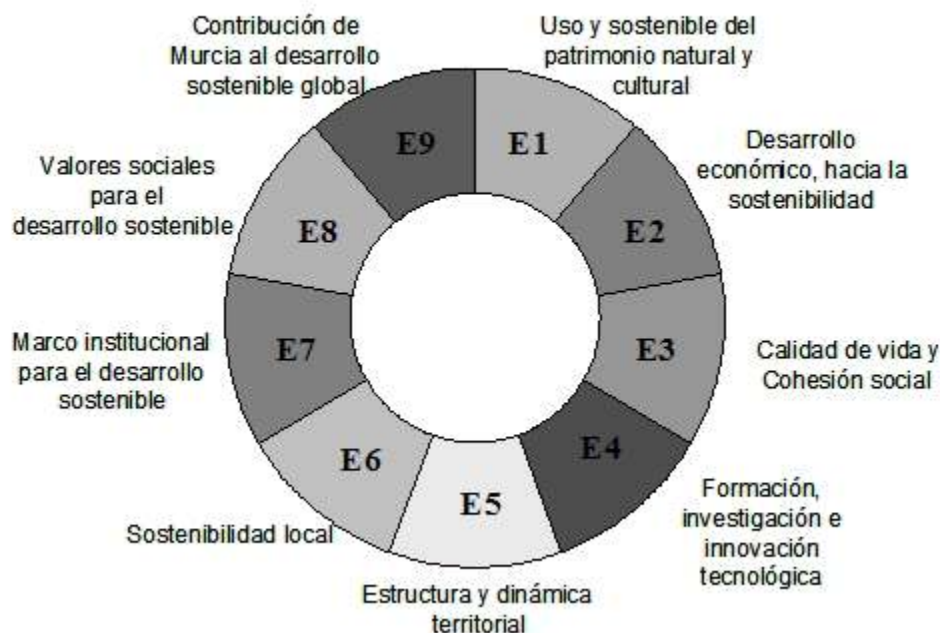 Contribución de
Murcia al desarrollo
sostenible global
Uso y sostenible del
patrimonio natural y
cultural
E9
E1
Desarrollo
económico, hacia la
sostenibilidad
Valores sociales
para el
desarrollo sostenible
E8
E2
Marco institucional
para el desarrollo
sostenible
E7
E3
Calidad de vida y
Cohesión social
E6
E4
E5
Formación,
investigación e
innovación
tecnológica
Sostenibilidad local
Estructura y dinámica
territorial